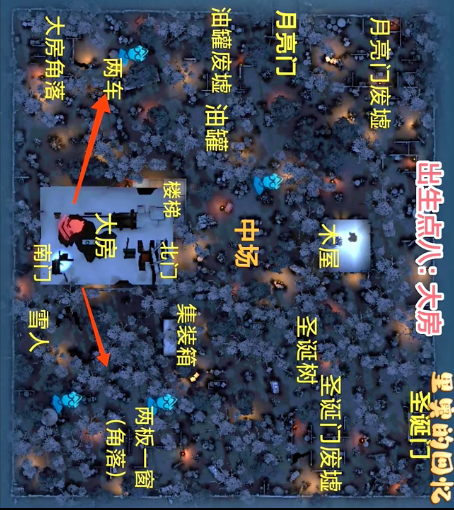 出生点八：大房
里奥的回忆
月亮门废墟
月亮门
油罐废墟
油罐
两车
大房角落
木屋
中场
楼梯
大房
北门
南门
圣诞门
圣诞门废墟
圣诞树
集装箱
两板一窗
（角落）
雪人